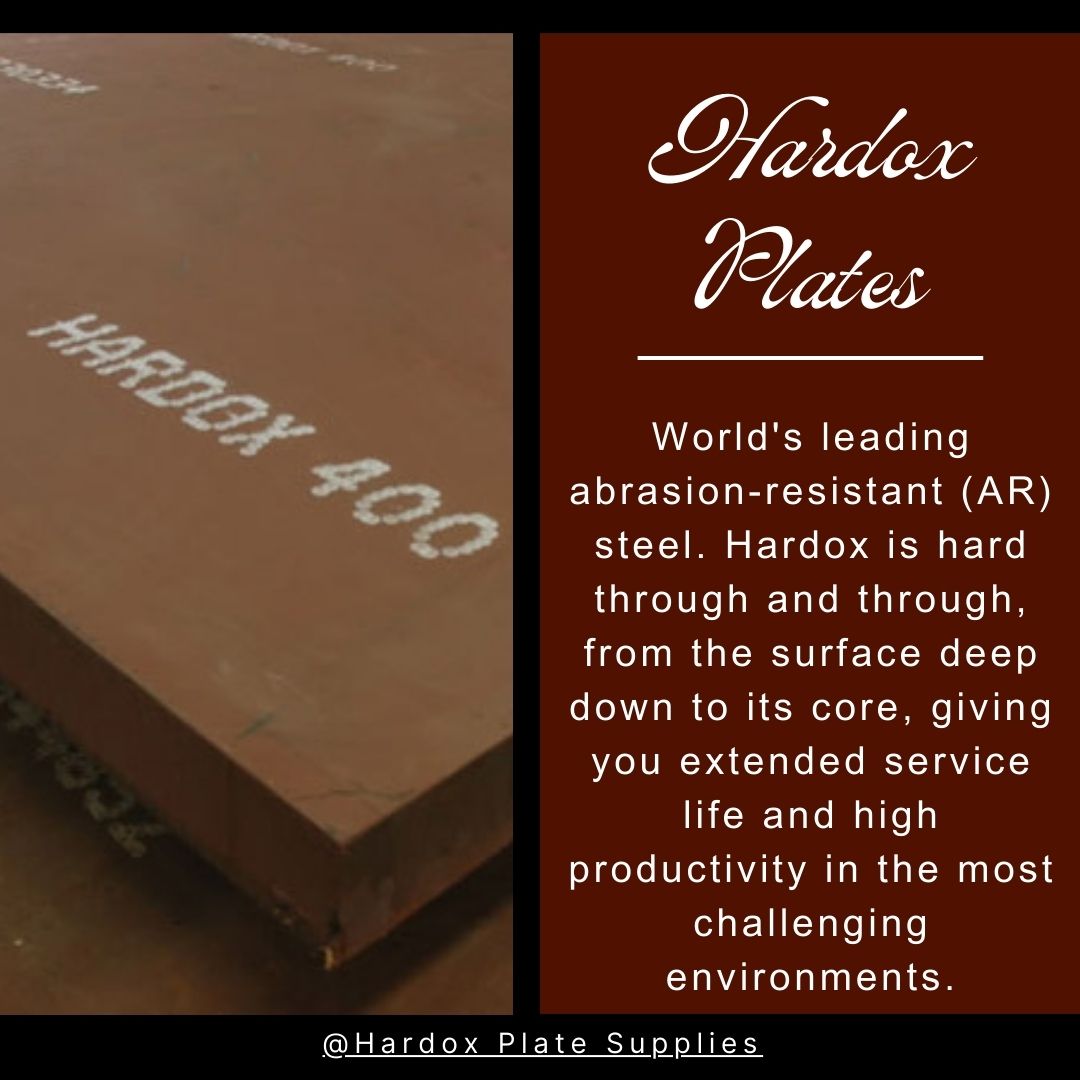 HARDOX 400
Hardox
Plates
World's leading
abrasion-resistant (AR)
steel. Hardox is hard
through and through,
from the surface deep
down to its core, giving
you extended service
life and high
productivity in the most
challenging
environments.
@Hardox Plate Supplies